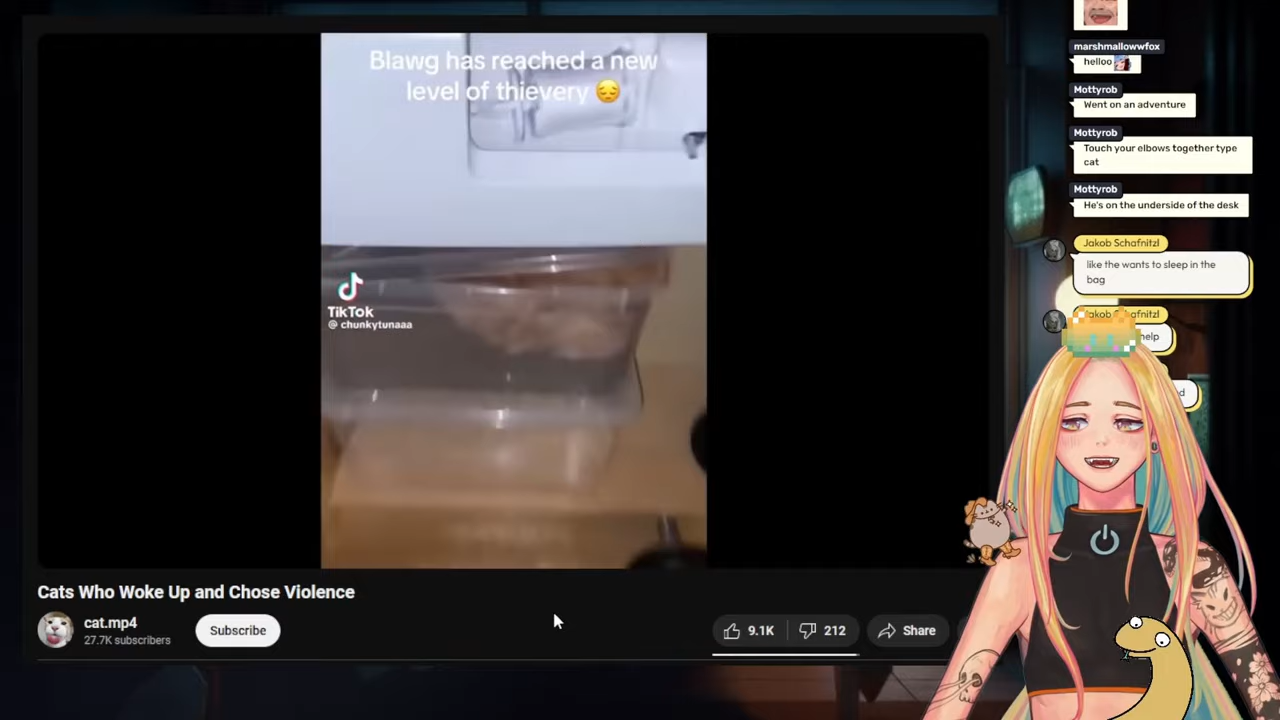 Blawg has reached a new
level of thievery 😔
TikTok
@ chunkytunaaa
Cats Who Woke Up and Chose Violence
cat.mp4
27.7K subscribers
Subscribe
9.1K
212
Share
marshmallowwfox
helloo
Mottyrob
Went on an adventure
Mottyrob
Touch your elbows together type
cat
Mottyrob
He's on the underside of the desk
Jakob Schafnitzl
like the wants to sleep in the
bag
Jakob Schafnitzl
help